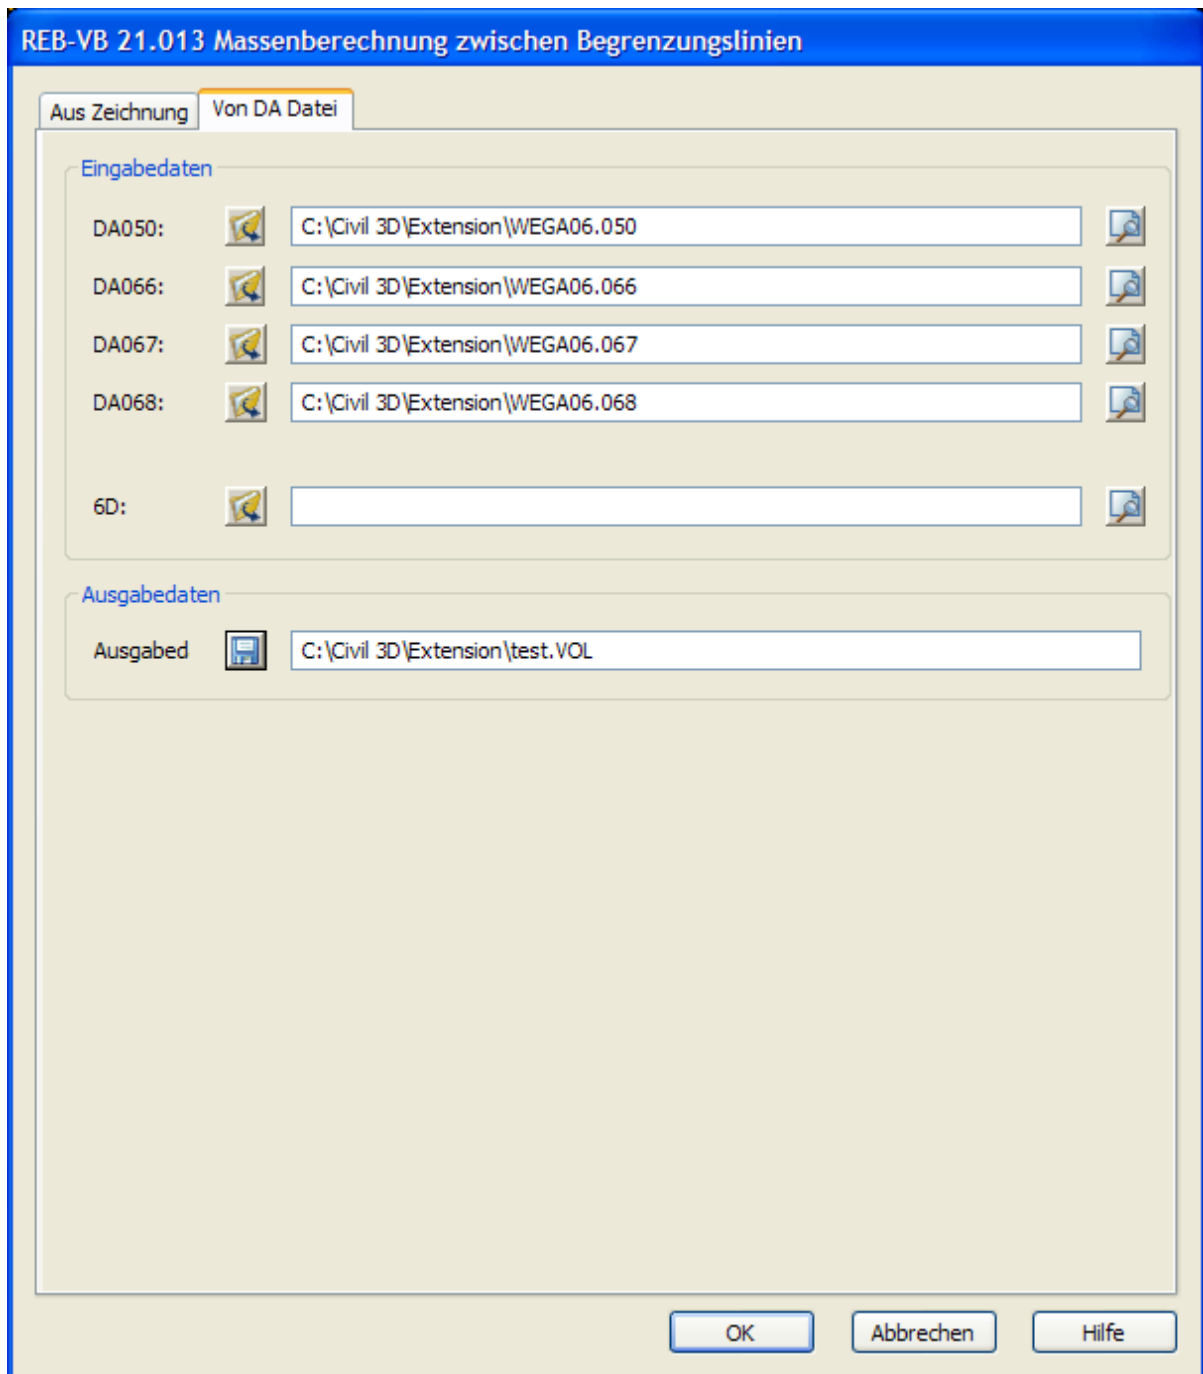 REB-VB 21.013 Massenberechnung zwischen Begrenzungslinien
Aus Zeichnung Von DA Datei
Eingabedaten
DA050: C:\Civil 3D\Extension\WEGA06.050
DA066: C:\Civil 3D\Extension\WEGA06.066
DA067: C:\Civil 3D\Extension\WEGA06.067
DA068: C:\Civil 3D\Extension\WEGA06.068
6D:
Ausgabedaten
Ausgabed C:\Civil 3D\Extension\test.VOL
OK Abbrechen Hilfe